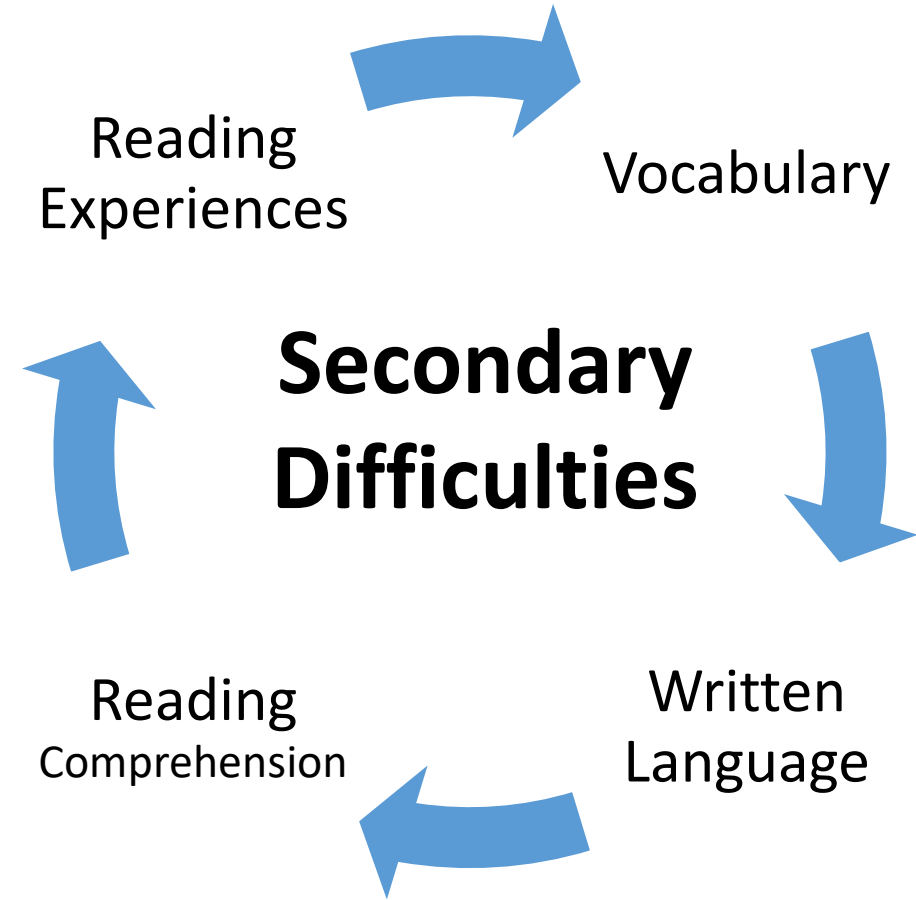 Reading
Experiences
Vocabulary
Secondary
Difficulties
Written
Language
Reading
Comprehension